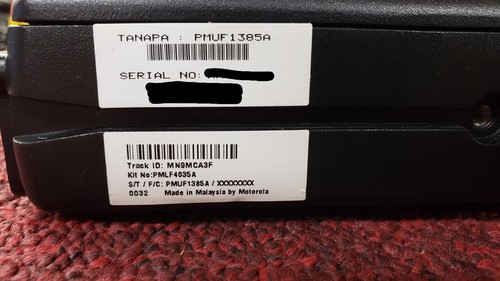 TANAPA : PMUF1385A
SERIAL NO:
Track ID: MN9MCA3F
Kit No:PMLF4035A
S/T / F/C: PMUF1385A / XXXXXXXX
0032 Made in Malaysia by Motorola